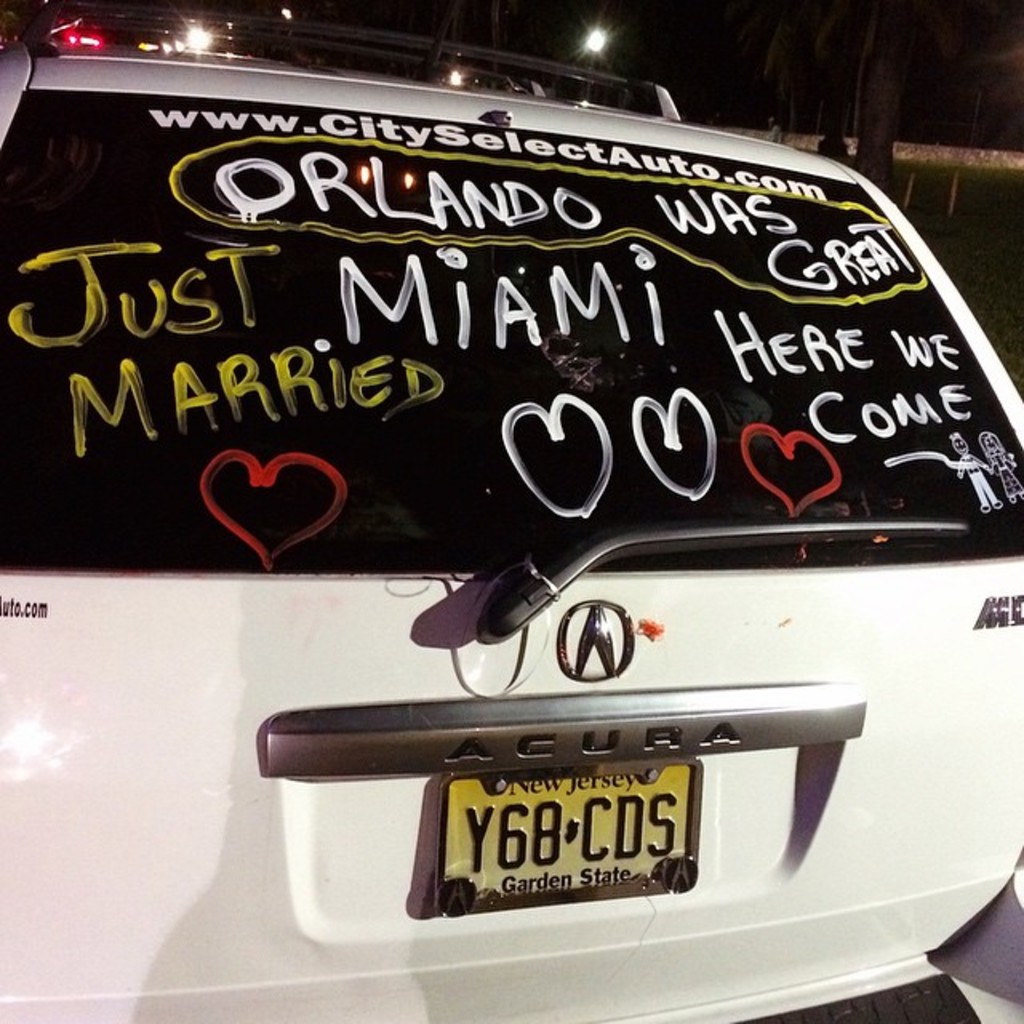 www.CitySelectAuto.com
ORLANDO WAS
GREAT
JUST
MARRIED
MiAMi
HERE WE
COME
uto.com
ACURA
New Jersey
Y68 CDS
Garden State